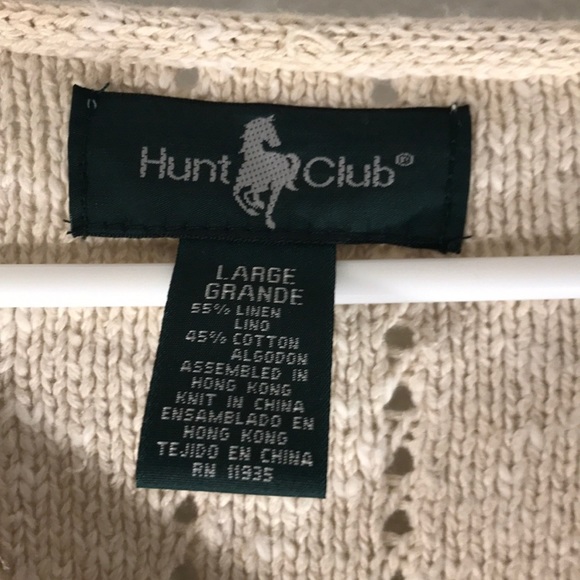 Hunt Club®
LARGE
GRANDE
55% LINEN
LINO
45% COTTON
ALGODON
ASSEMBLED IN
HONG KONG
KNIT IN CHINA
ENSAMBLADO EN
HONG KONG
TEJIDO EN CHINA
RN 11935